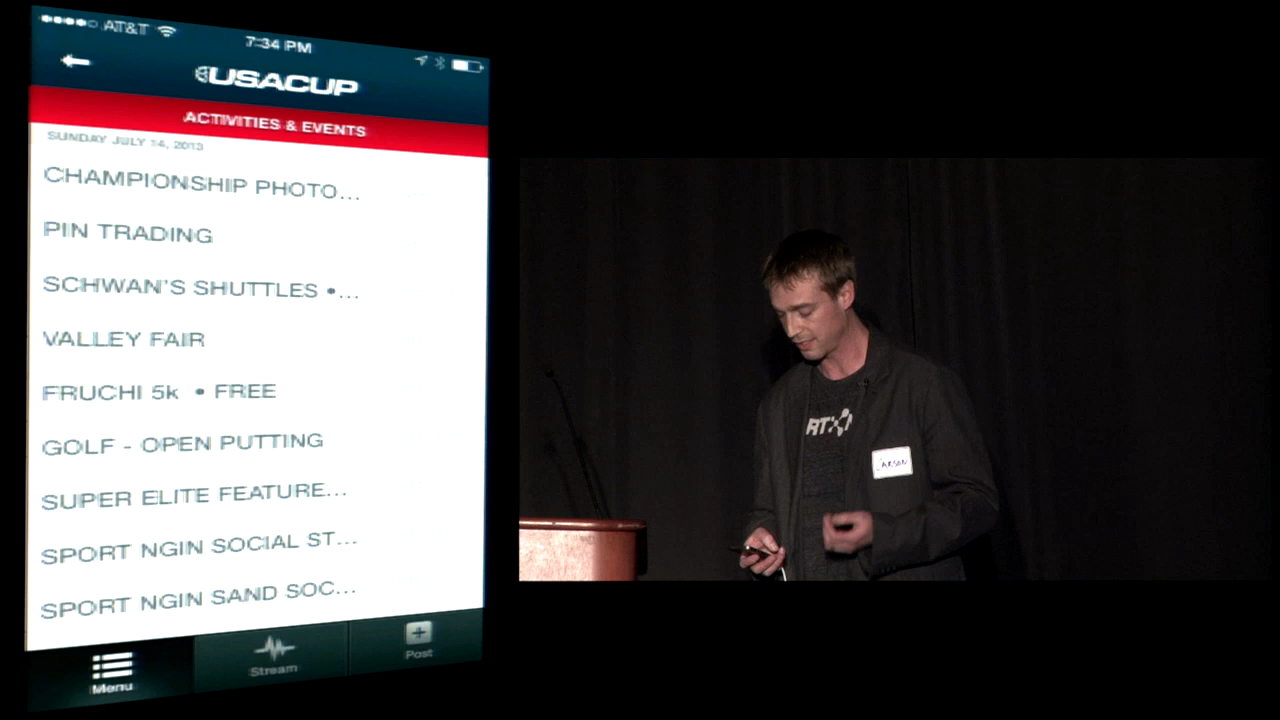 AT&T
7:34 PM
USACUP
ACTIVITIES & EVENTS
SUNDAY JULY 14, 2013
CHAMPIONSHIP PHOTO...
PIN TRADING
SCHWAN'S SHUTTLES •...
VALLEY FAIR
FRUCHI 5k • FREE
GOLF - OPEN PUTTING
SUPER ELITE FEATURE...
SPORT NGIN SOCIAL ST...
SPORT NGIN SAND SOC...
Menu
Stream
Post
RTX
CARSON